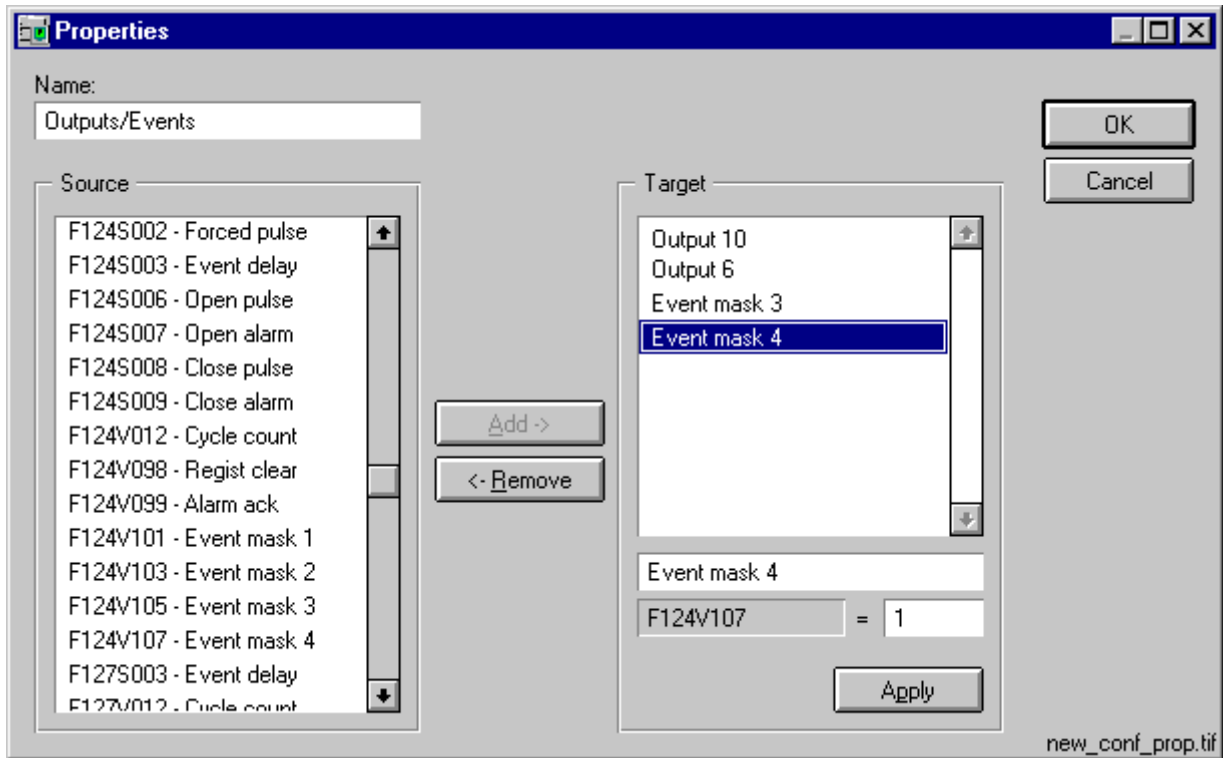 Properties
Name:
Outputs/Events
OK
Cancel
Source
F124S002 - Forced pulse
F124S003 - Event delay
F124S006 - Open pulse
F124S007 - Open alarm
F124S008 - Close pulse
F124S009 - Close alarm
F124V012 - Cycle count
F124V098 - Regist clear
F124V099 - Alarm ack
F124V101 - Event mask 1
F124V103 - Event mask 2
F124V105 - Event mask 3
F124V107 - Event mask 4
F127S003 - Event delay
F127V012 - Cycle count
Add ->
<- Remove
Target
Output 10
Output 6
Event mask 3
Event mask 4
Event mask 4
F124V107 = 1
Apply
new_conf_prop.tif